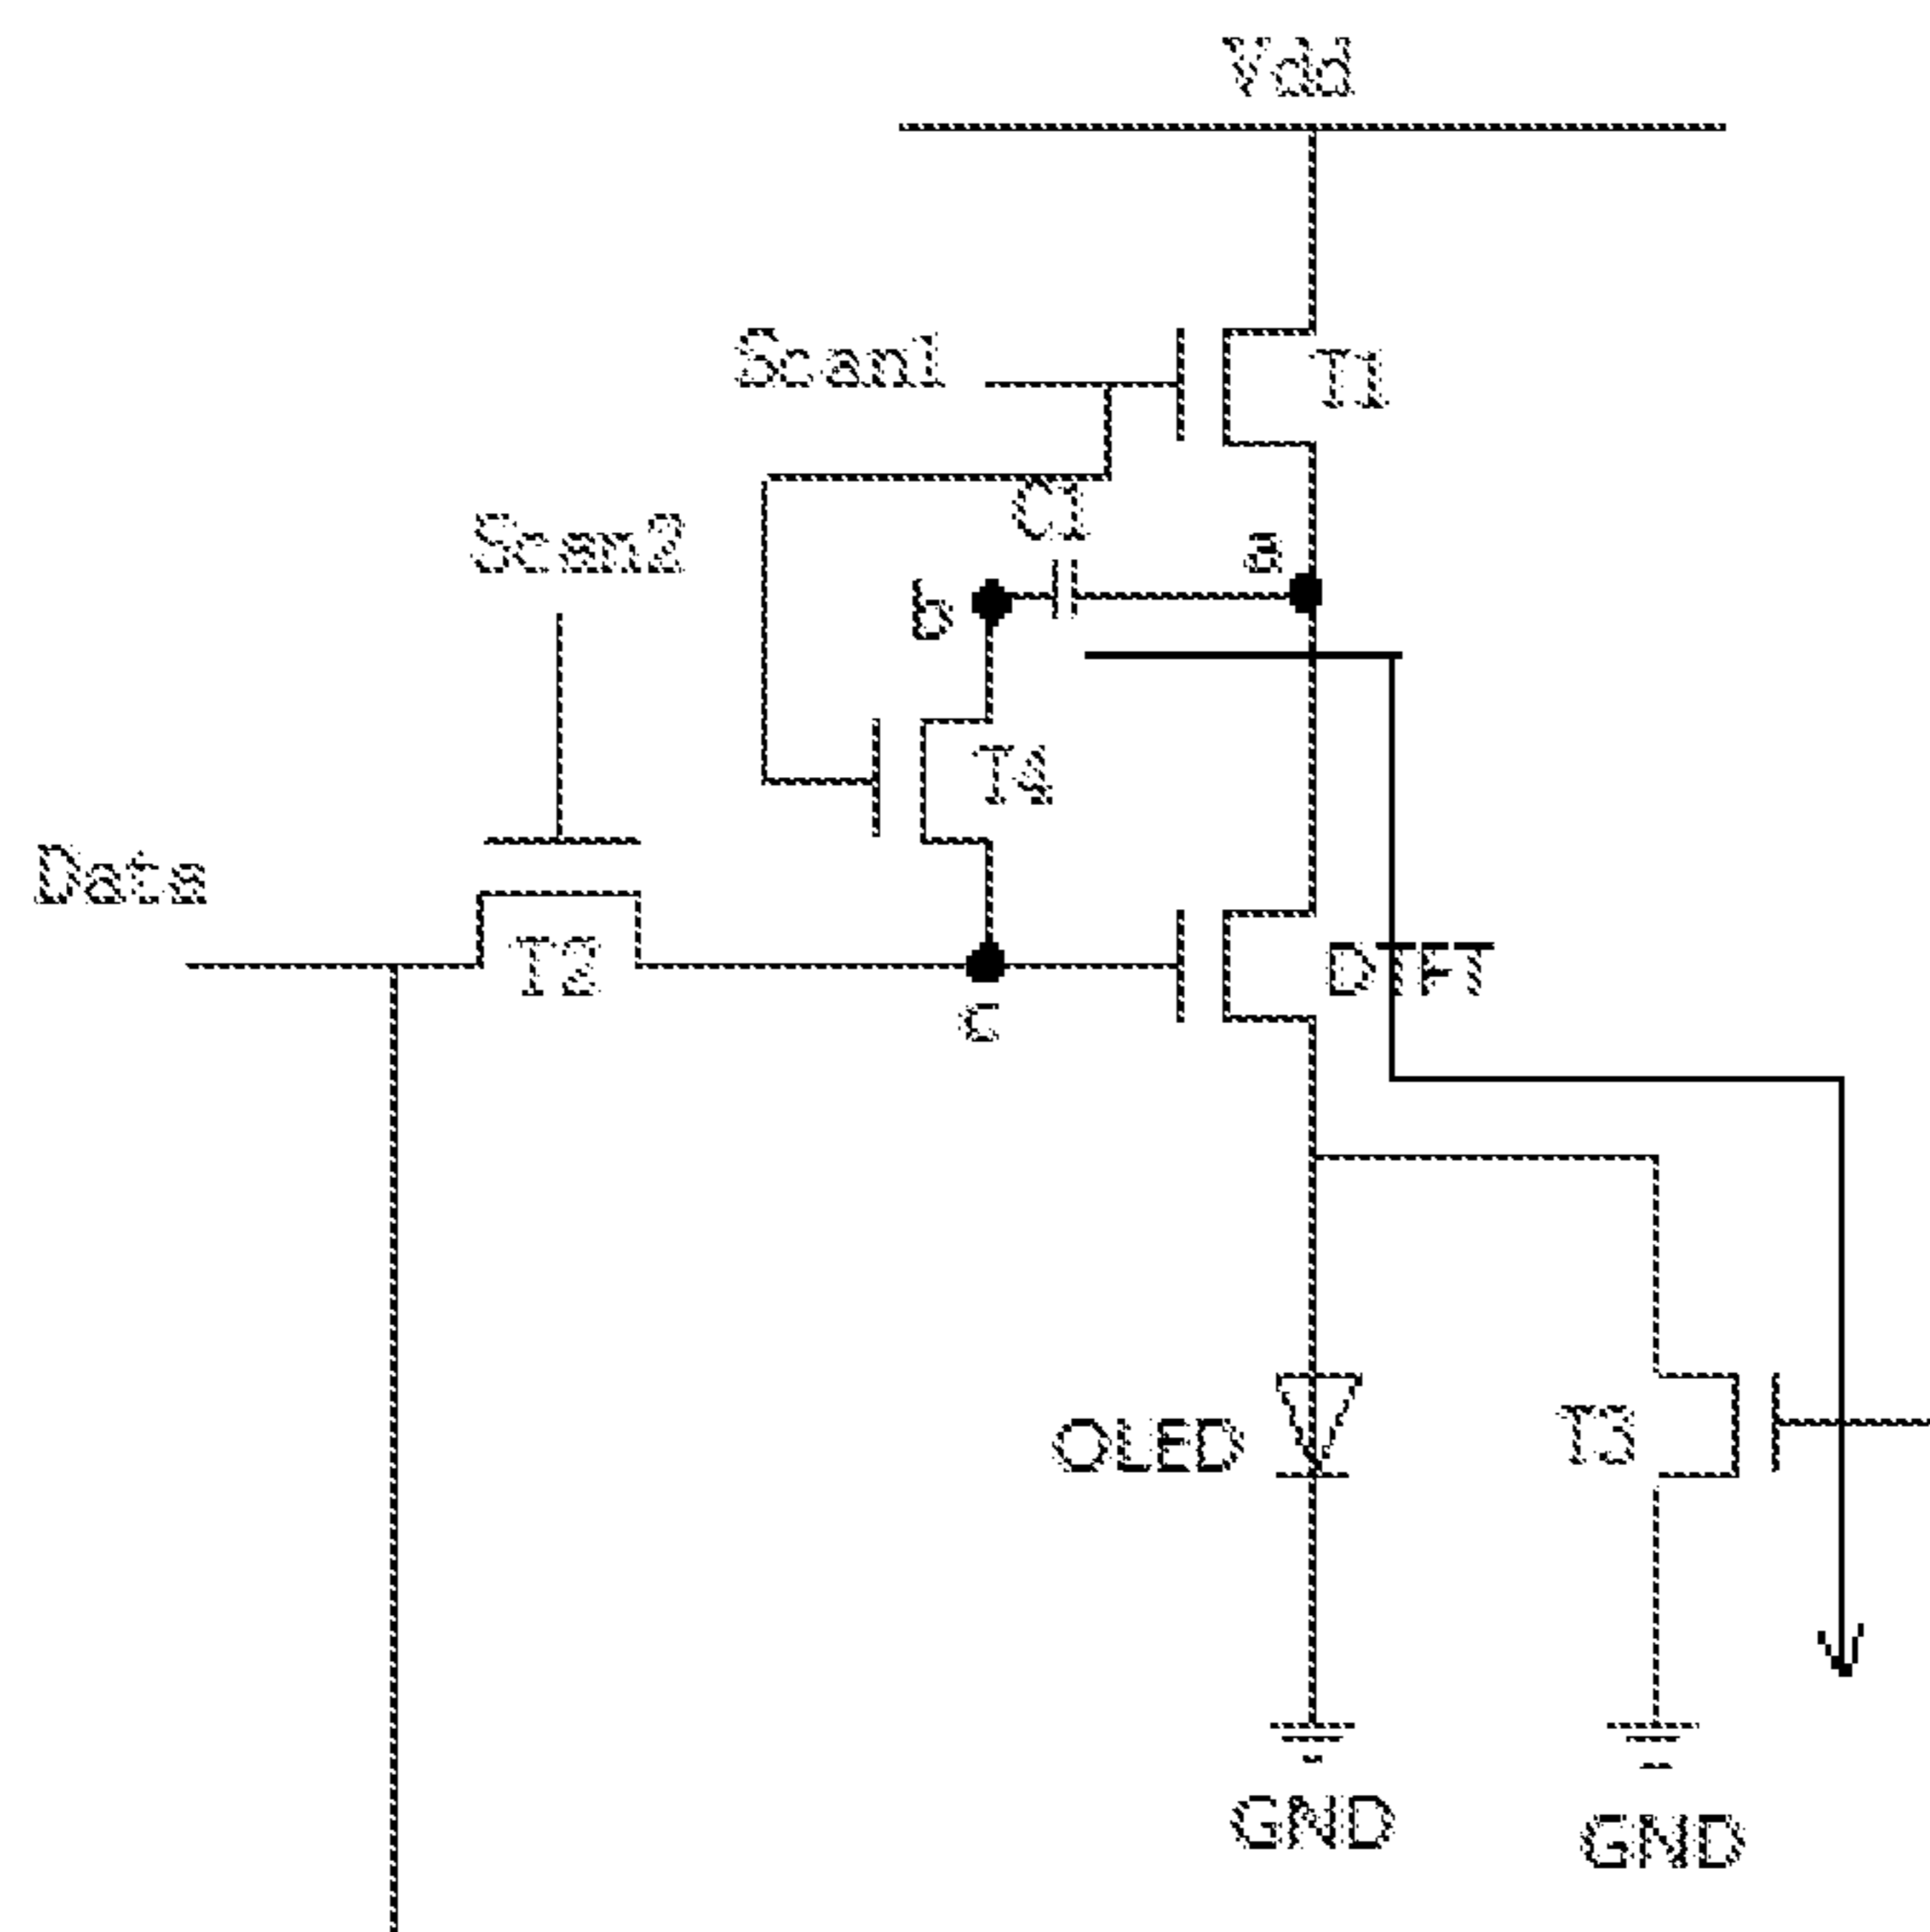 Vdd
Scan1
T1
C1
Scan2
a
b
T4
Data
T2
DTFT
c
OLED
T3
GND
GND